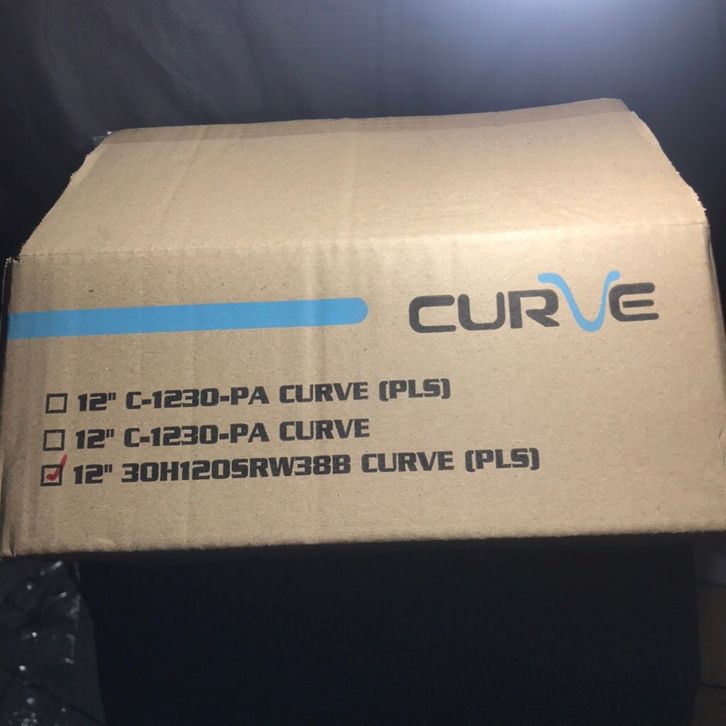 CURVE
12" C-1230-PA CURVE (PLS)
12" C-1230-PA CURVE
12" 30H120SRW38B CURVE (PLS)